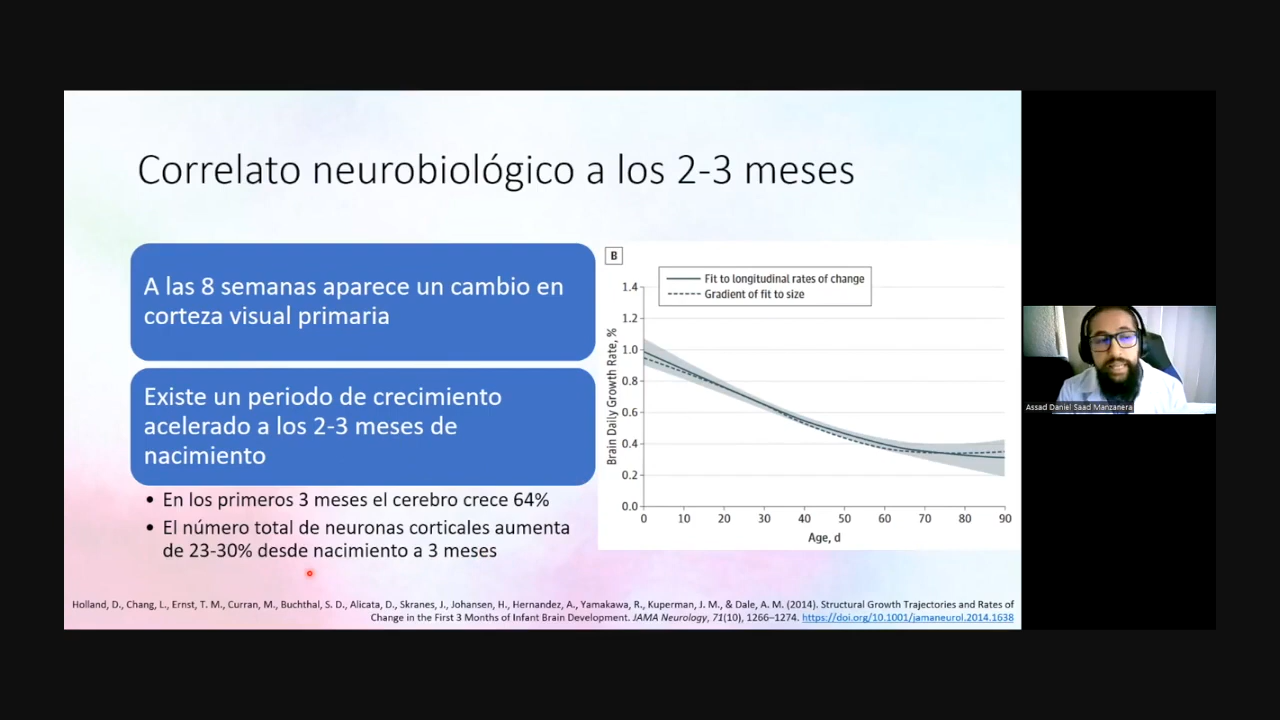 Correlato neurobiológico a los 2-3 meses
A las 8 semanas aparece un cambio en
corteza visual primaria
Existe un periodo de crecimiento
acelerado a los 2-3 meses de
nacimiento
• En los primeros 3 meses el cerebro crece 64%
• El número total de neuronas corticales aumenta
de 23-30% desde nacimiento a 3 meses
B
Fit to longitudinal rates of change
Gradient of fit to size
Brain Daily Growth Rate, %
1.4
1.2
1.0
0.8
0.6
0.4
0.2
0.0
0 10 20 30 40 50 60 70 80 90
Age, d
Assad Daniel Saad Manzanera
Holland, D., Chang, L., Ernst, T. M., Curran, M., Buchthal, S. D., Alicata, D., Skranes, J., Johansen, H., Hernandez, A., Yamakawa, R., Kuperman, J. M., & Dale, A. M. (2014). Structural Growth Trajectories and Rates of
Change in the First 3 Months of Infant Brain Development. JAMA Neurology, 71(10), 1266–1274. https://doi.org/10.1001/jamaneurol.2014.1638